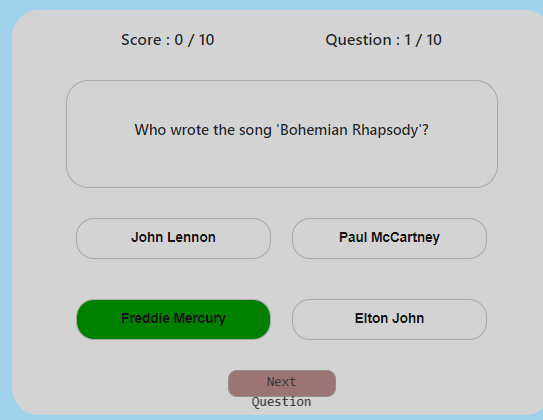 Score : 0 / 10 Question : 1 / 10
Who wrote the song 'Bohemian Rhapsody'?
John Lennon Paul McCartney
Freddie Mercury Elton John
Next
Question